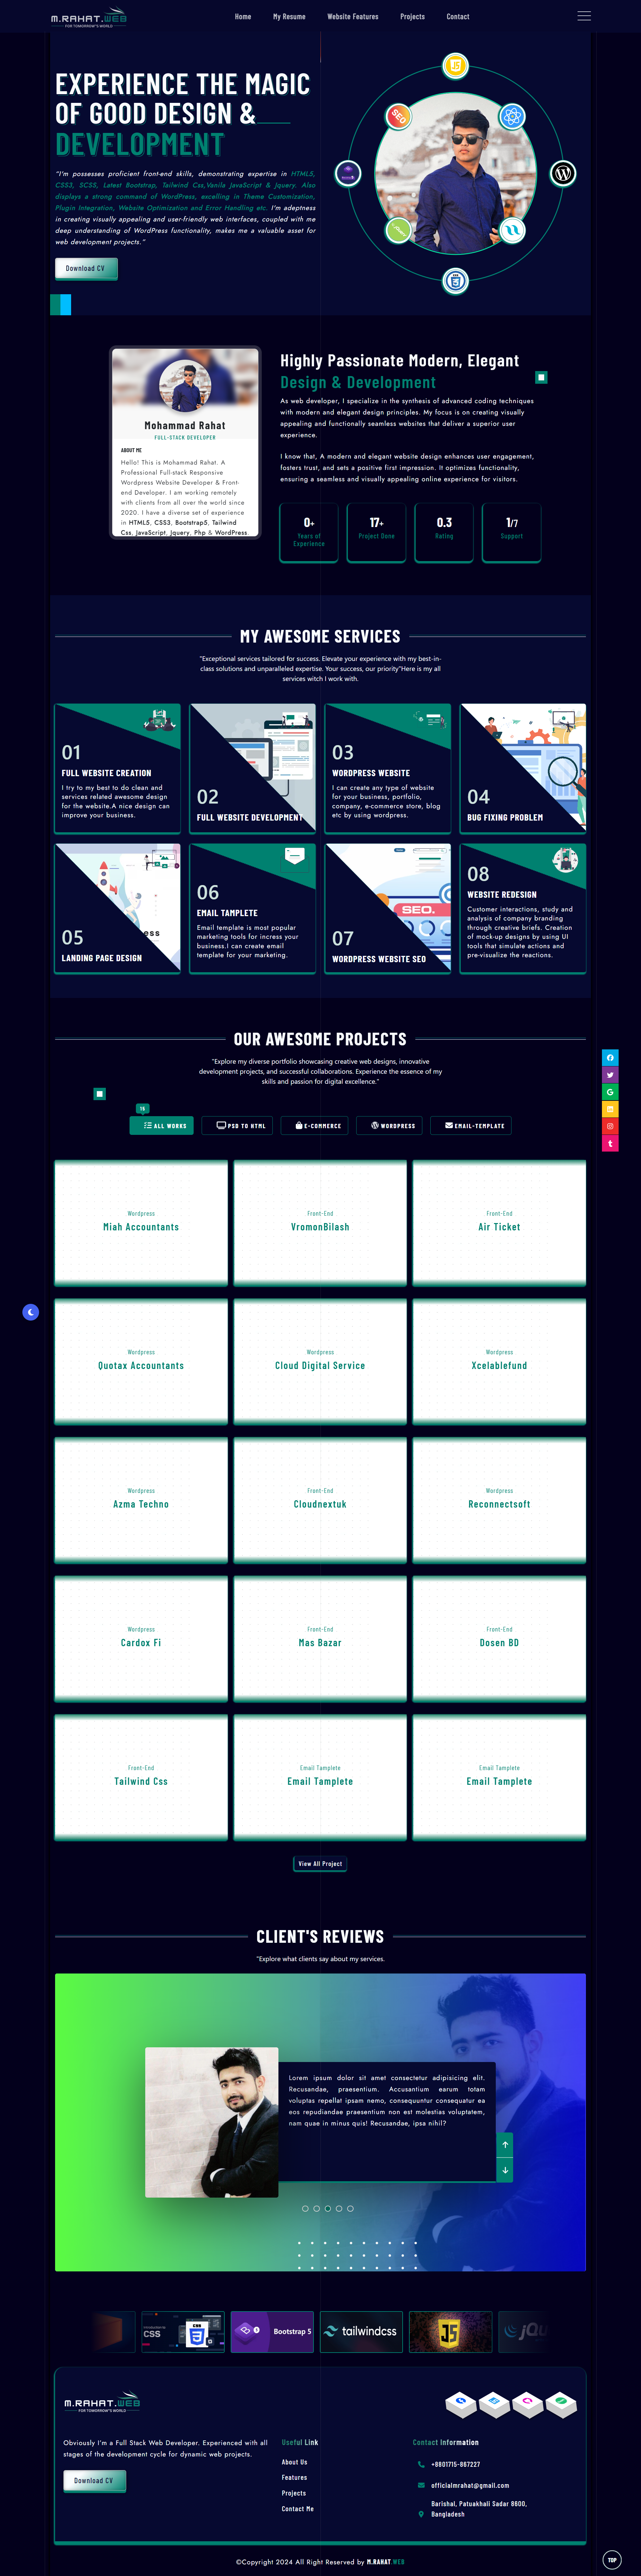 M.RAHAT.WEB
FOR TOMORROW'S WORLD
Home
My Resume
Website Features
Projects
Contact
EXPERIENCE THE MAGIC
OF GOOD DESIGN &
DEVELOPMENT
"I'm possesses proficient front-end skills, demonstrating expertise in HTML5,
CSS3, SCSS, Latest Bootstrap, Tailwind Css,Vanila JavaScript & Jquery. Also
displays a strong command of WordPress, excelling in Theme Customization,
Plugin Integration, Website Optimization and Error Handling etc. I'm adeptness
in creating visually appealing and user-friendly web interfaces, coupled with me
deep understanding of WordPress functionality, makes me a valuable asset for
web development projects."
Download CV
SEO
Mohammad Rahat
FULL-STACK DEVELOPER
ABOUT ME
Hello! This is Mohammad Rahat. A
Professional Full-stack Responsive
Wordpress Website Developer & Front-
end Developer. I am working remotely
with clients from all over the world since
2020. I have a diverse set of experience
in HTML5, CSS3, Bootstrap5, Tailwind
Css, JavaScript, Jquery, Php & WordPress
Highly Passionate Modern, Elegant
Design & Development
As web developer, I specialize in the synthesis of advanced coding techniques
with modern and elegant design principles. My focus is on creating visually
appealing and functionally seamless websites that deliver a superior user
experience.
I know that, A modern and elegant website design enhances user engagement,
fosters trust, and sets a positive first impression. It optimizes functionality,
ensuring a seamless and visually appealing online experience for visitors.
0+
Years of
Experience
17+
Project Done
0.3
Rating
1/7
Support
MY AWESOME SERVICES
"Exceptional services tailored for success. Elevate your experience with my best-in-
class solutions and unparalleled expertise. Your success, our priority"Here is my all
services witch I work with.
01
FULL WEBSITE CREATION
I try to my best to do clean and
services related awesome design
for the website.A nice design can
improve your business.
02
FULL WEBSITE DEVELOPMENT
03
WORDPRESS WEBSITE
I can create any type of website
for your business, portfolio,
company, e-commerce store, blog
etc by using wordpress.
04
BUG FIXING PROBLEM
05
LANDING PAGE DESIGN
06
EMAIL TAMPLETE
Email template is most popular
marketing tools for incress your
business.I can create email
template for your marketing.
SEO.
07
WORDPRESS WEBSITE SEO
08
WEBSITE REDESIGN
Customer interactions, study and
analysis of company branding
through creative briefs. Creation
of mock-up designs by using UI
tools that simulate actions and
pre-visualize the reactions.
OUR AWESOME PROJECTS
"Explore my diverse portfolio showcasing creative web designs, innovative
development projects, and successful collaborations. Experience the essence of my
skills and passion for digital excellence."
15
ALL WORKS
PSD TO HTML
E-COMMERCE
WORDPRESS
EMAIL-TEMPLATE
Wordpress
Miah Accountants
Front-End
VromonBilash
Front-End
Air Ticket
Wordpress
Quotax Accountants
Wordpress
Cloud Digital Service
Wordpress
Xcelablefund
Wordpress
Azma Techno
Front-End
Cloudnextuk
Wordpress
Reconnectsoft
Wordpress
Cardox Fi
Front-End
Mas Bazar
Front-End
Dosen BD
Front-End
Tailwind Css
Email Tamplete
Email Tamplete
Email Tamplete
Email Tamplete
View All Project
CLIENT'S REVIEWS
"Explore what clients say about my services.
Lorem ipsum dolor sit amet consectetur adipisicing elit.
Recusandae, praesentium. Accusantium earum totam
voluptas repellat ipsam nemo, consequuntur consequatur ea
eos repudiandae praesentium non est molestias voluptatem,
nam quae in minus quis! Recusandae, ipsa nihil?
CSS
Bootstrap 5
tailwindcss
JS
jQu
M.RAHAT.WEB
FOR TOMORROW'S WORLD
Obviously I'm a Full Stack Web Developer. Experienced with all
stages of the development cycle for dynamic web projects.
Download CV
Useful Link
About Us
Features
Projects
Contact Me
Contact Information
+8801715-867227
officialmrahat@gmail.com
Barishal, Patuakhali Sadar 8600,
Bangladesh
©Copyright 2024 All Right Reserved by M.RAHAT.WEB
TOP